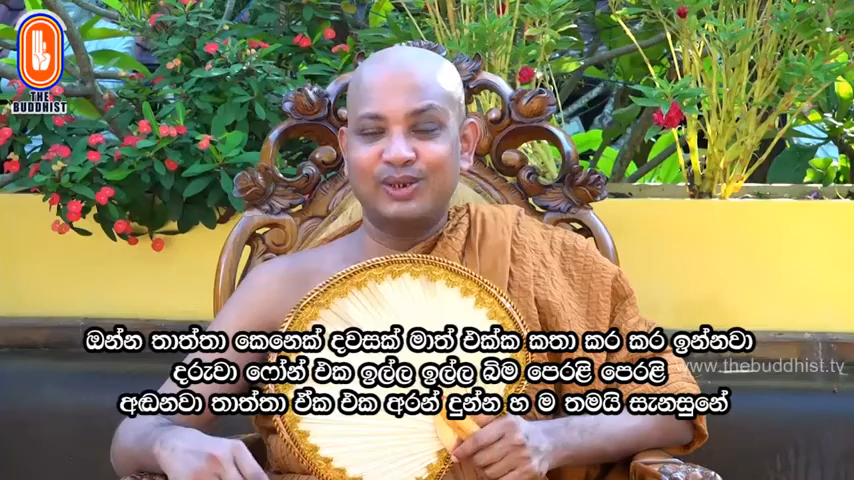 THE
BUDDHIST
ඔන්න තාත්තා කෙනෙක් දවසක් මාත් එක්ක කතා කර කර ඉන්නවා
දරුවා ෆෝන් එක ඉල්ල ඉල්ල බිම පෙරළි පෙරළි
www.thebuddhist.tv
අඬනවා තාත්තා ඒක එක අරන් දුන්න හ ම තමයි සැනසුනේ